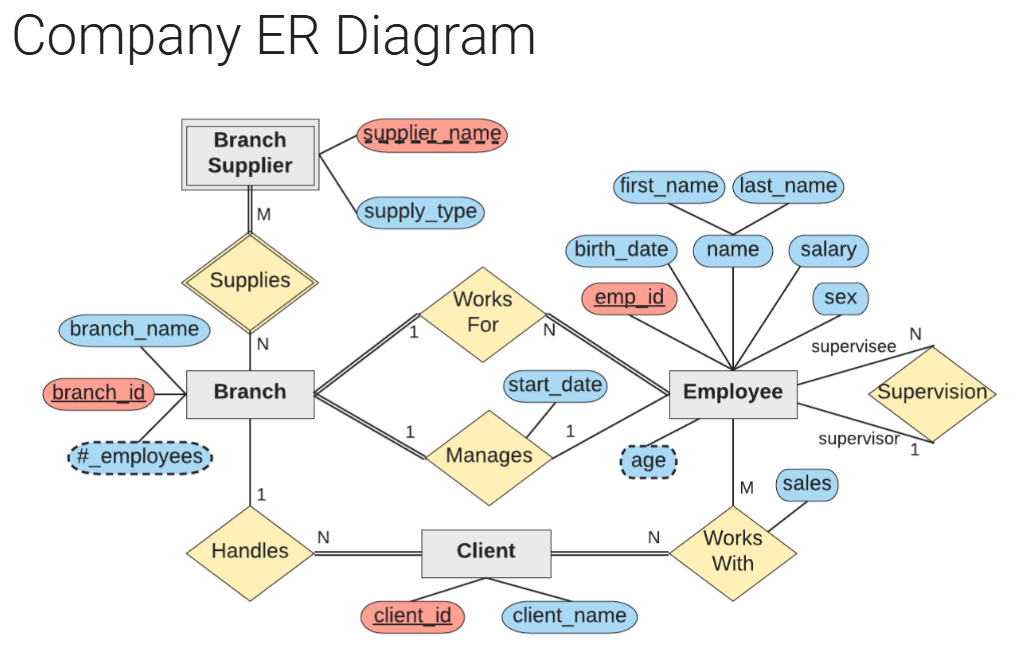 Company ER Diagram
Branch
Supplier
supplier_name
supply_type
M
Supplies
N
first_name
last_name
birth_date
name
salary
emp_id
sex
Works
For
1
N
branch_name
branch_id
#_employees
Branch
Employee
supervisee
N
Supervision
supervisor
1
start_date
1
Manages
1
age
M
sales
1
Handles
N
Client
N
Works
With
client_id
client_name